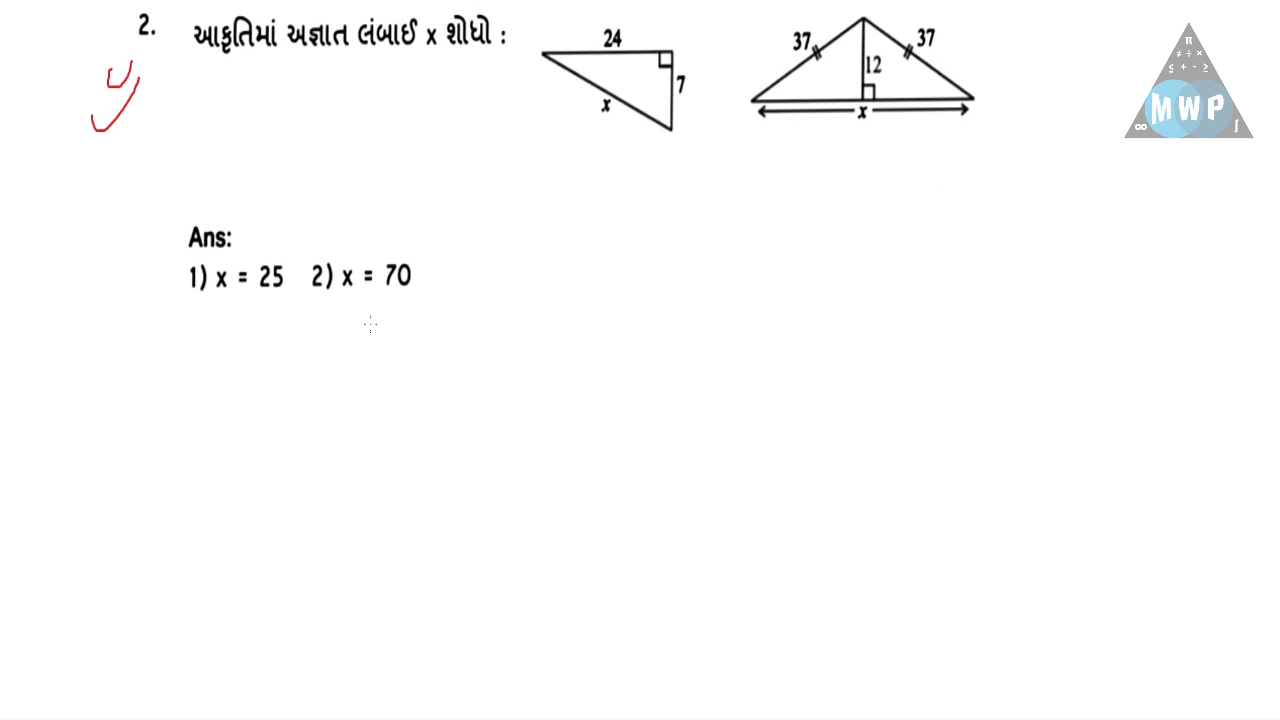 2. આકૃતિમાં અજ્ઞાત લંબાઈ x શોધો :
24
7
x
37
37
12
x
π
≠ ÷ ×
≤ + - ≥
MWP
∞ ∫
Ans:
1) x = 25 2) x = 70